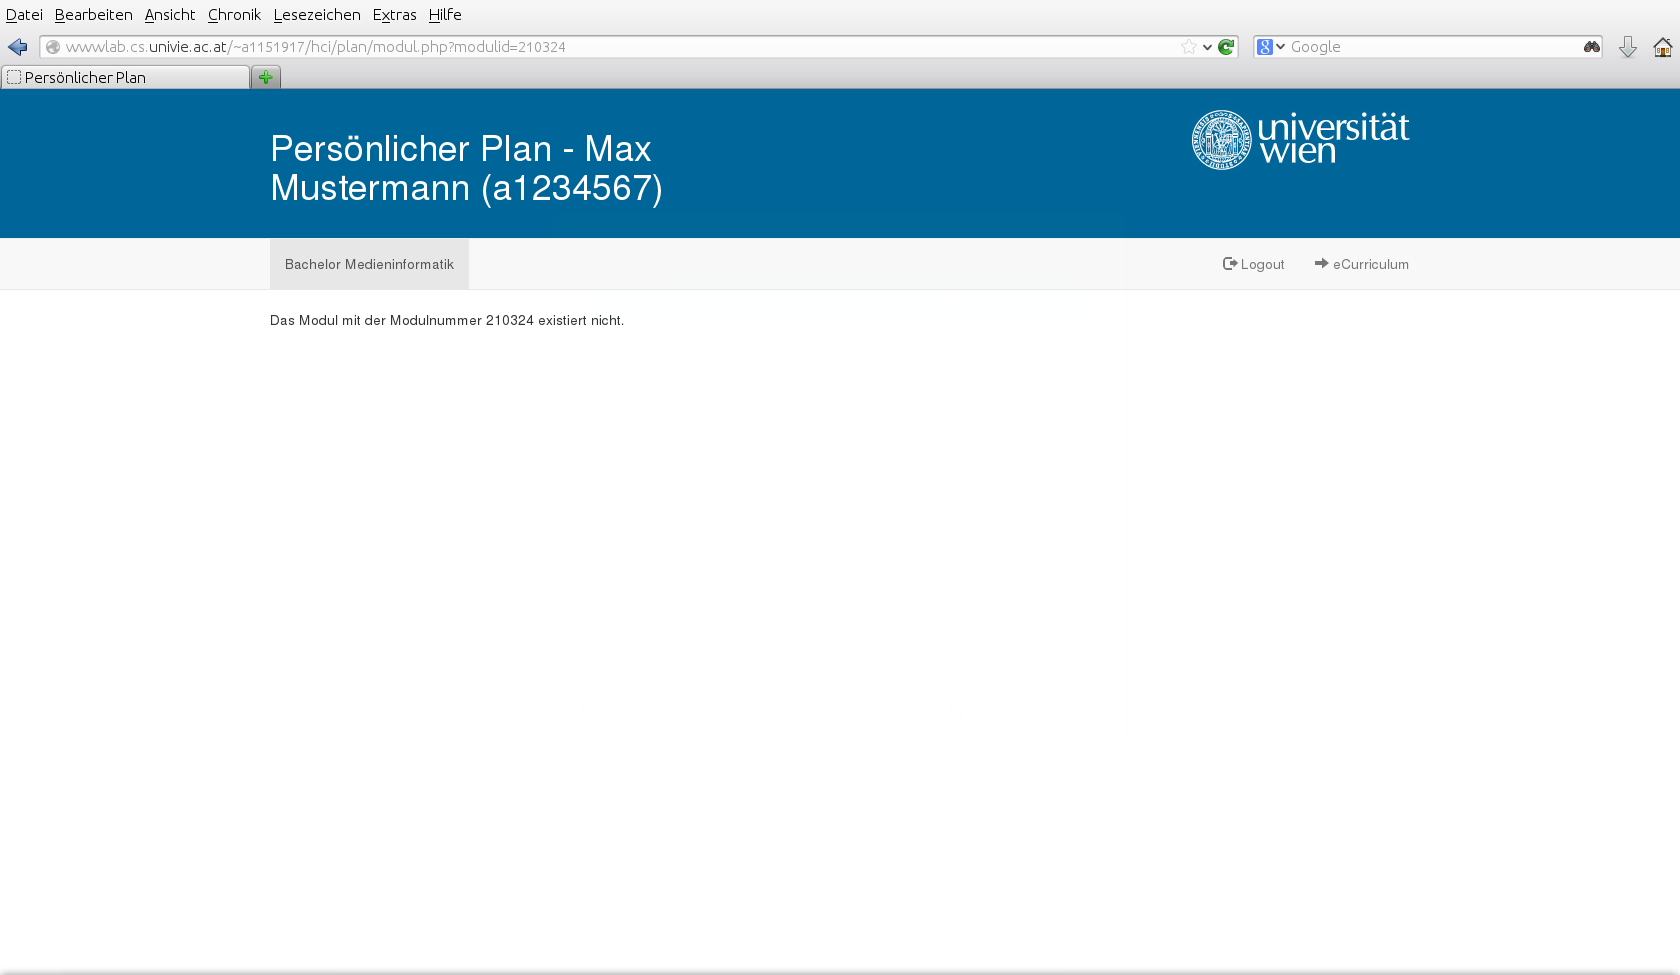 Datei Bearbeiten Ansicht Chronik Lesezeichen Extras Hilfe
wwwlab.cs.univie.ac.at/~a1151917/hci/plan/modul.php?modulid=210324
8 Google
Persönlicher Plan
Persönlicher Plan - Max
Mustermann (a1234567)
universität
wien
Bachelor Medieninformatik
Logout
eCurriculum
Das Modul mit der Modulnummer 210324 existiert nicht.